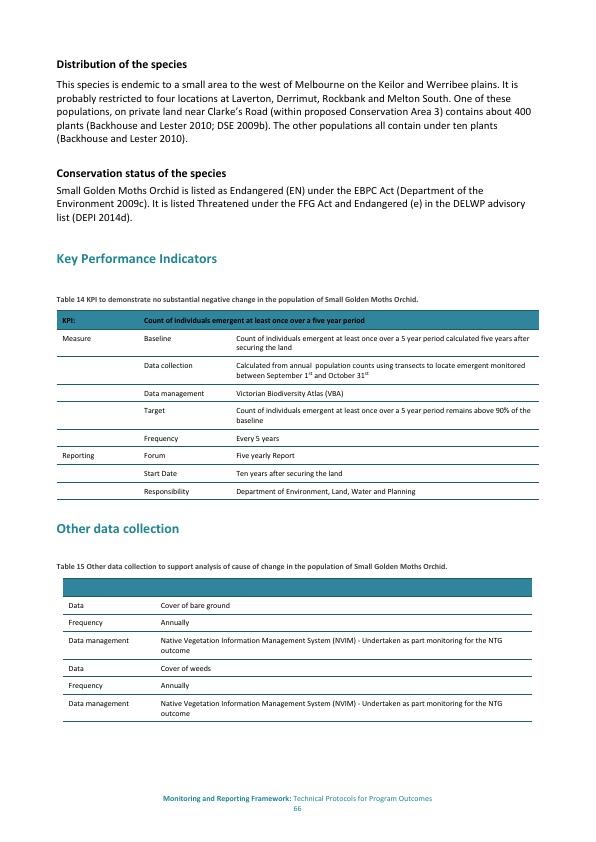 Distribution of the species
This species is endemic to a small area to the west of Melbourne on the Keilor and Werribee plains. It is
probably restricted to four locations at Laverton, Derrimut, Rockbank and Melton South. One of these
populations, on private land near Clarke's Road (within proposed Conservation Area 3) contains about 400
plants (Backhouse and Lester 2010; DSE 2009b). The other populations all contain under ten plants
(Backhouse and Lester 2010).
Conservation status of the species
Small Golden Moths Orchid is listed as Endangered (EN) under the EBPC Act (Department of the
Environment 2009c). It is listed Threatened under the FFG Act and Endangered (e) in the DELWP advisory
list (DEPI 2014d).
Key Performance Indicators
Table 14 KPI to demonstrate no substantial negative change in the population of Small Golden Moths Orchid.
KPI: Count of individuals emergent at least once over a five year period
Measure Baseline Count of individuals emergent at least once over a 5 year period calculated five years after
securing the land
Data collection Calculated from annual population counts using transects to locate emergent monitored
between September 1st and October 31st
Data management Victorian Biodiversity Atlas (VBA)
Target Count of individuals emergent at least once over a 5 year period remains above 90% of the
baseline
Frequency Every 5 years
Reporting Forum Five yearly Report
Start Date Ten years after securing the land
Responsibility Department of Environment, Land, Water and Planning
Other data collection
Table 15 Other data collection to support analysis of cause of change in the population of Small Golden Moths Orchid.
Data Cover of bare ground
Frequency Annually
Data management Native Vegetation Information Management System (NVIM) - Undertaken as part monitoring for the NTG
outcome
Data Cover of weeds
Frequency Annually
Data management Native Vegetation Information Management System (NVIM) - Undertaken as part monitoring for the NTG
outcome
Monitoring and Reporting Framework: Technical Protocols for Program Outcomes
66